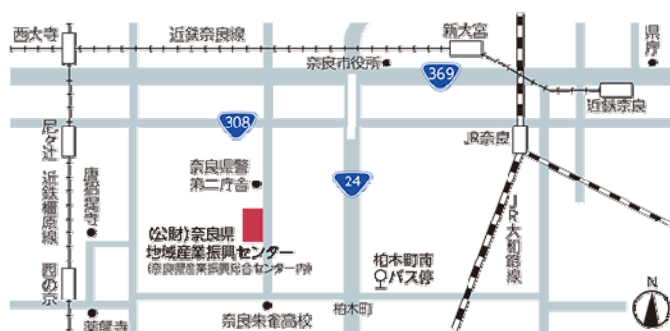 西大寺
近鉄奈良線
新大宮
県庁
奈良市役所
369
近鉄奈良
308
JR奈良
尼ヶ辻
唐招提寺
近鉄橿原線
奈良県警
第二庁舎
24
JR大和路線
(公財)奈良県
地域産業振興センター
(奈良県産業振興総合センター内)
柏木町南
バス停
西の京
N
薬師寺
奈良朱雀高校
柏木町